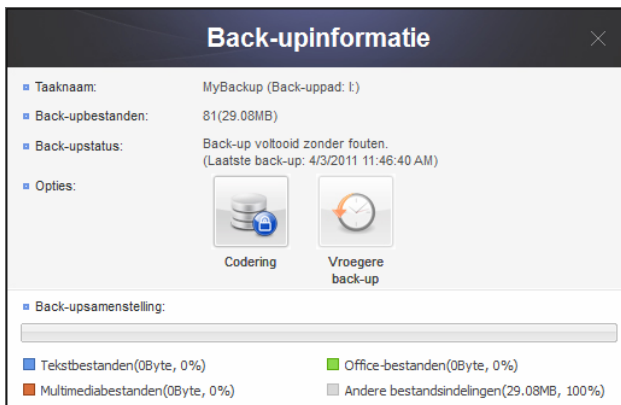 Back-upinformatie
Taaknaam: MyBackup (Back-uppad: I:)
Back-upbestanden: 81(29.08MB)
Back-upstatus: Back-up voltooid zonder fouten.
(Laatste back-up: 4/3/2011 11:46:40 AM)
Opties:
Codering
Vroegere
back-up
Back-upsamenstelling:
Tekstbestanden(0Byte, 0%)
Office-bestanden(0Byte, 0%)
Multimediabestanden(0Byte, 0%)
Andere bestandsindelingen(29.08MB, 100%)